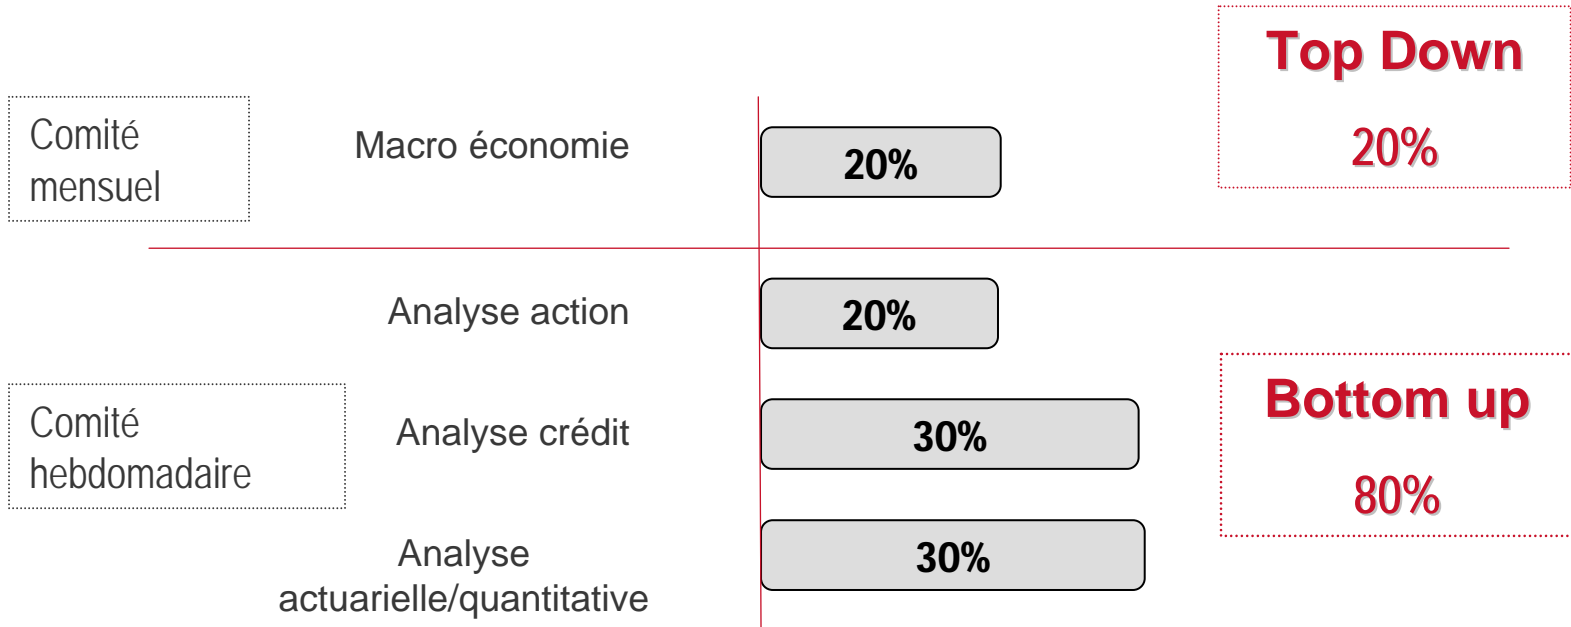 Top Down
20%
Comité
mensuel
Macro économie
20%
Analyse action
20%
Comité
hebdomadaire
Analyse crédit
30%
Bottom up
80%
Analyse
actuarielle/quantitative
30%